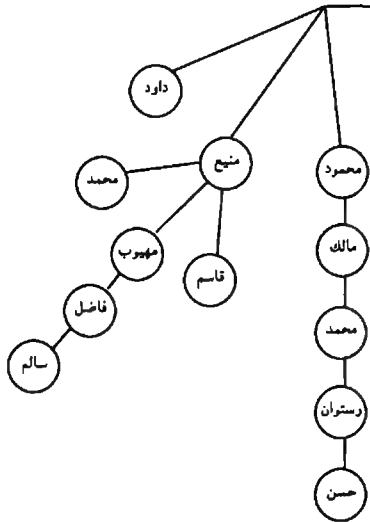 داود
منيع
محمود
محمد
مهيوب
قاسم
مالك
فاضل
محمد
سالم
رستوان
حسن